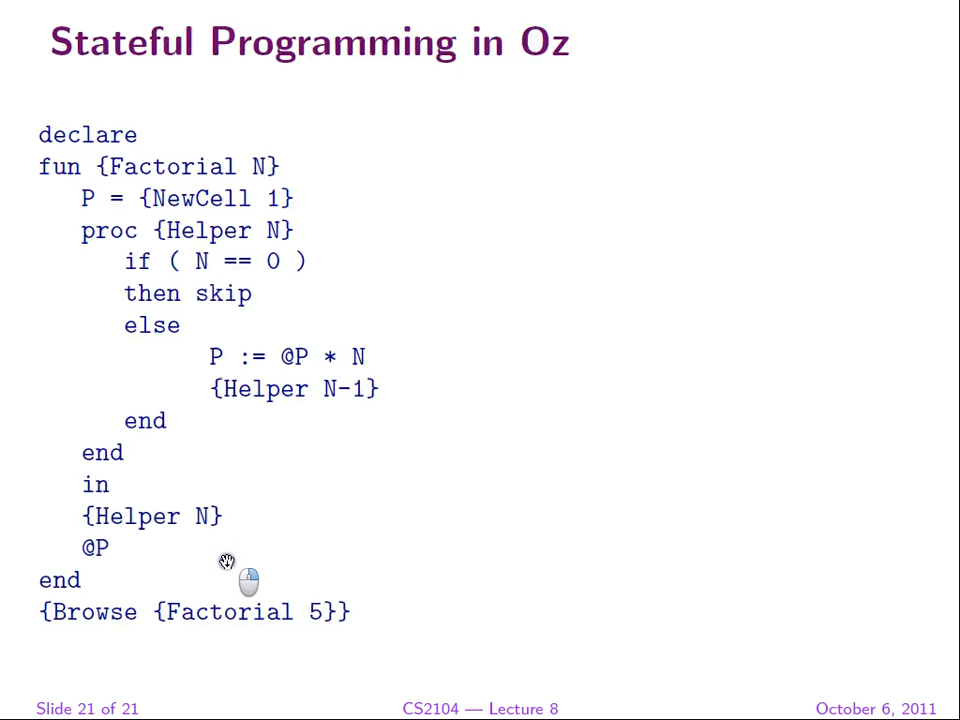 Stateful Programming in Oz
declare
fun {Factorial N}
P = {NewCell 1}
proc {Helper N}
if ( N == 0 )
then skip
else
P := @P * N
{Helper N-1}
end
end
in
{Helper N}
@P
end
{Browse {Factorial 5}}
Slide 21 of 21 CS2104 — Lecture 8 October 6, 2011